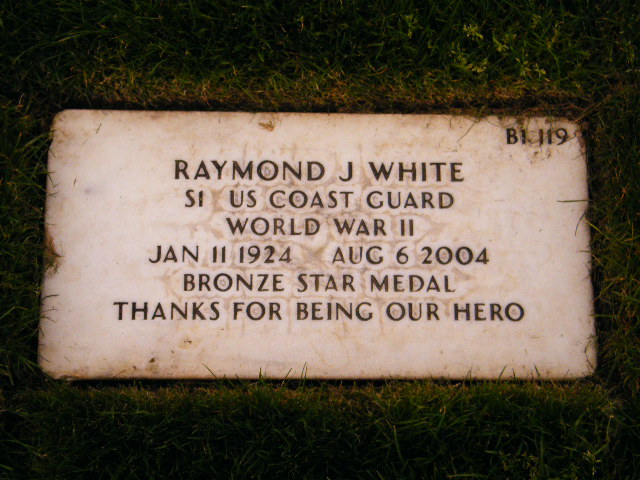 B1 119
RAYMOND J WHITE
S1 US COAST GUARD
WORLD WAR II
JAN 11 1924 AUG 6 2004
BRONZE STAR MEDAL
THANKS FOR BEING OUR HERO